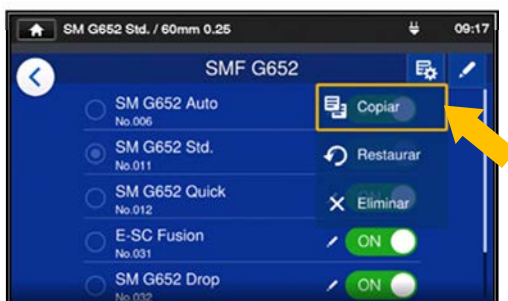 SM G652 Std. / 60mm 0.25 09:17
SMF G652
SM G652 Auto
No.006
Copiar
SM G652 Std.
No.011
Restaurar
SM G652 Quick
No.012
Eliminar
E-SC Fusion
No.031
ON
SM G652 Drop
No.032
ON